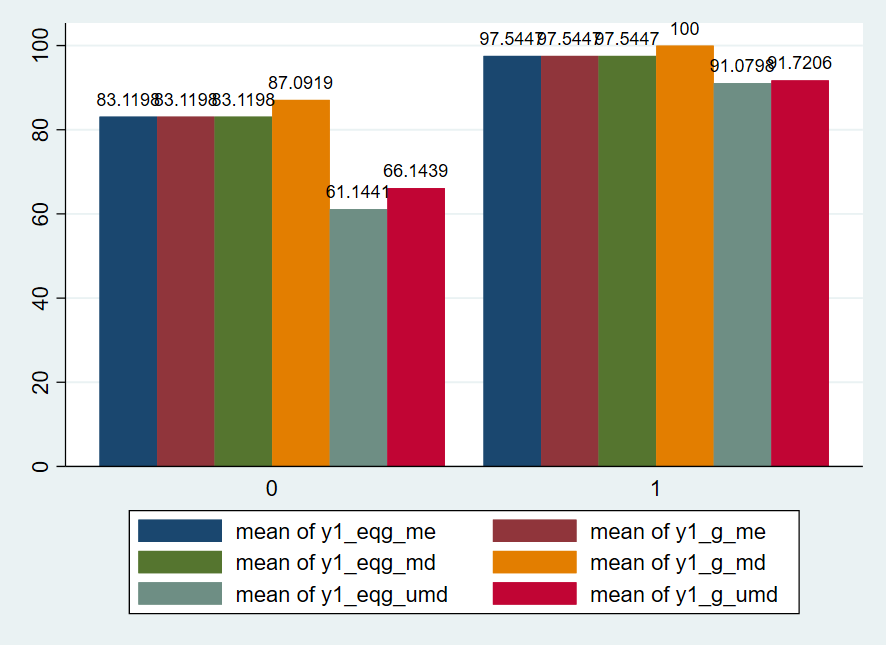 100
80
60
40
20
0
83.1198 83.1198 83.1198 87.0919 61.1441 66.1439
97.5447 97.5447 97.5447 100 91.0798 91.7206
0 1
mean of y1_eqg_me mean of y1_g_me
mean of y1_eqg_md mean of y1_g_md
mean of y1_eqg_umd mean of y1_g_umd